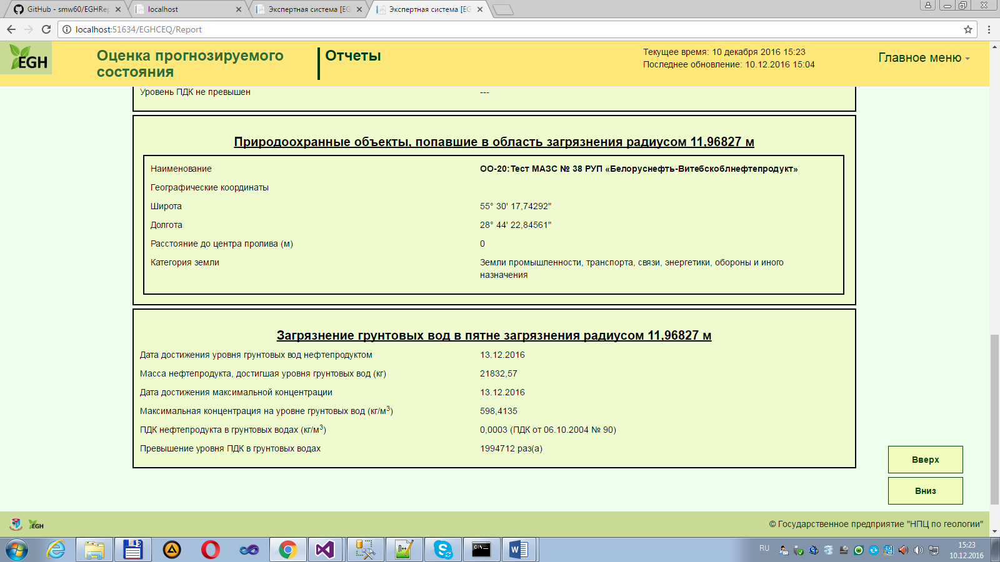 GitHub - smw60/EGHRep
localhost
Экспертная система [EG
Экспертная система [EG
localhost:51634/EGHCEQ/Report
EGH
Оценка прогнозируемого
состояния
Отчеты
Текущее время: 10 декабря 2016 15:23
Последнее обновление: 10.12.2016 15:04
Главное меню
Уровень ПДК не превышен ---
Природоохранные объекты, попавшие в область загрязнения радиусом 11,96827 м
Наименование ОО-20:Тест МАЗС № 38 РУП «Белоруснефть-Витебскоблнефтепродукт»
Географические координаты
Широта 55° 30' 17,74292"
Долгота 28° 44' 22,84561"
Расстояние до центра пролива (м) 0
Категория земли Земли промышленности, транспорта, связи, энергетики, обороны и иного
назначения
Загрязнение грунтовых вод в пятне загрязнения радиусом 11,96827 м
Дата достижения уровня грунтовых вод нефтепродуктом 13.12.2016
Масса нефтепродукта, достигшая уровня грунтовых вод (кг) 21832,57
Дата достижения максимальной концентрации 13.12.2016
Максимальная концентрация на уровне грунтовых вод (кг/м³) 598,4135
ПДК нефтепродукта в грунтовых водах (кг/м³) 0,0003 (ПДК от 06.10.2004 № 90)
Превышение уровня ПДК в грунтовых водах 1994712 раз(а)
Вверх
Вниз
EGH
© Государственное предприятие "НПЦ по геологии"
RU
15:23
10.12.2016